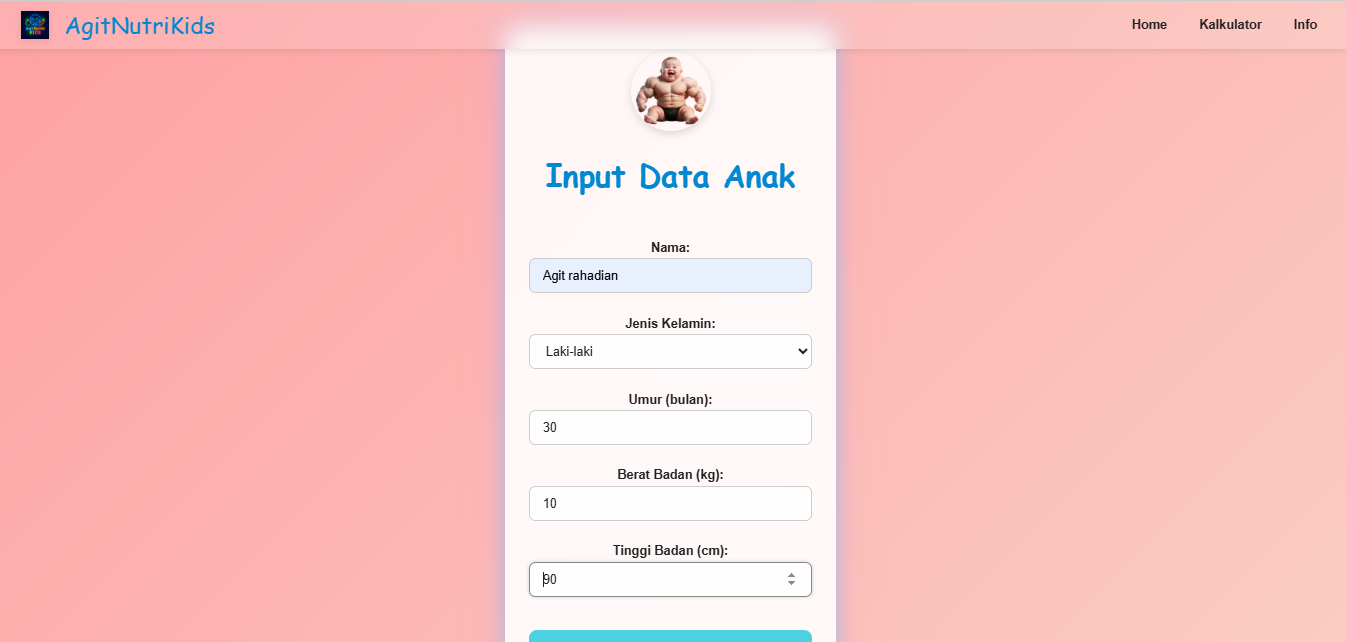 AgitNutriKids
Home
Kalkulator
Info
Input Data Anak
Nama:
Agit rahadian
Jenis Kelamin:
Laki-laki
Umur (bulan):
30
Berat Badan (kg):
10
Tinggi Badan (cm):
90